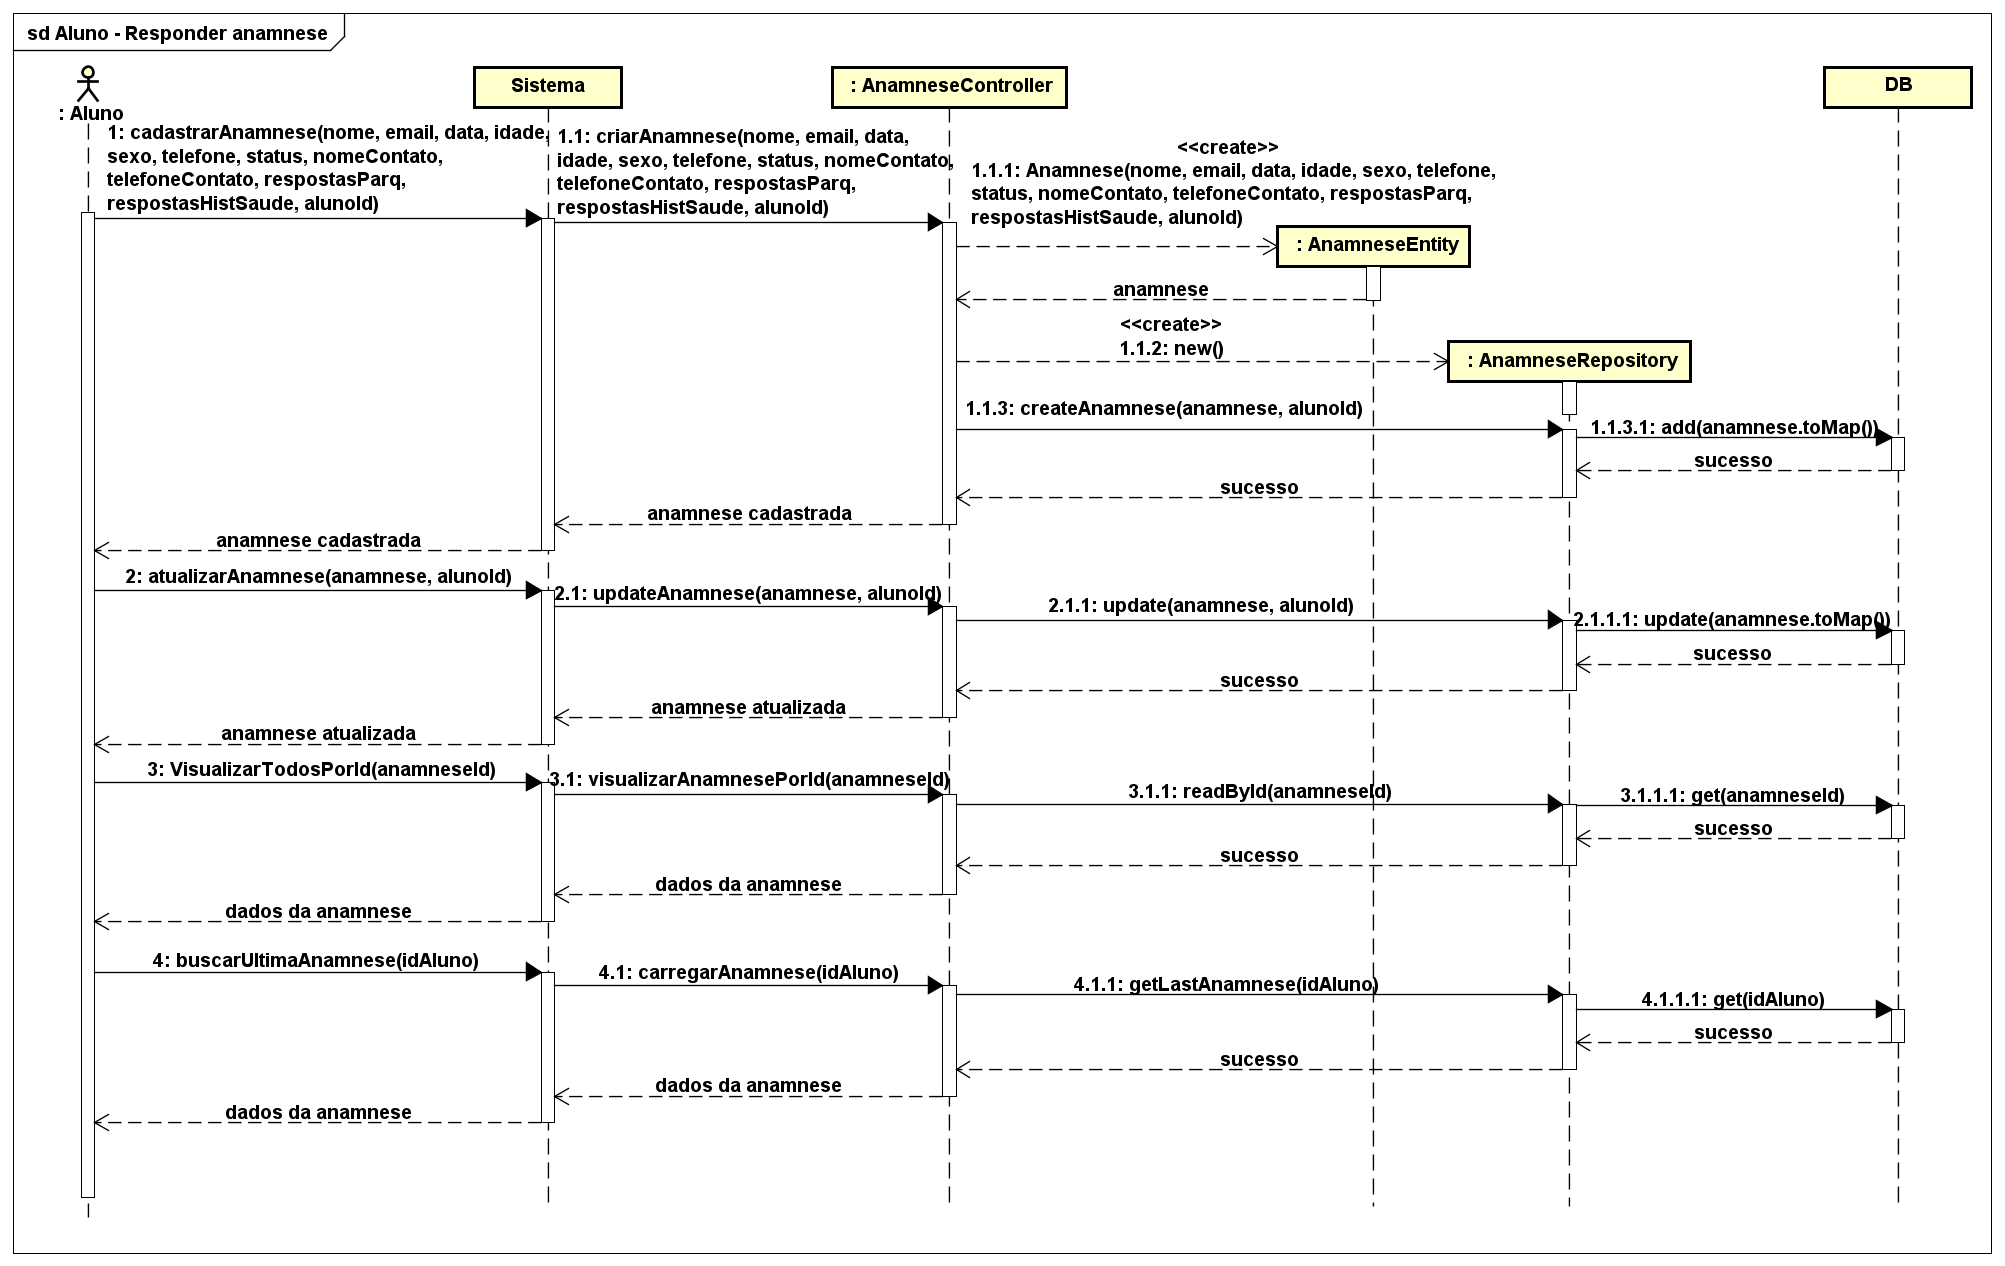 sd Aluno - Responder anamnese
: Aluno
Sistema
: AnamneseController
DB
1: cadastrarAnamnese(nome, email, data, idade,
sexo, telefone, status, nomeContato,
telefoneContato, respostasParq,
respostasHistSaude, alunoId)
1.1: criarAnamnese(nome, email, data,
idade, sexo, telefone, status, nomeContato,
telefoneContato, respostasParq,
respostasHistSaude, alunoId)
<<create>>
1.1.1: Anamnese(nome, email, data, idade, sexo, telefone,
status, nomeContato, telefoneContato, respostasParq,
respostasHistSaude, alunoId)
: AnamneseEntity
anamnese
<<create>>
1.1.2: new()
: AnamneseRepository
1.1.3: createAnamnese(anamnese, alunoId)
1.1.3.1: add(anamnese.toMap())
sucesso
sucesso
anamnese cadastrada
anamnese cadastrada
2: atualizarAnamnese(anamnese, alunoId)
2.1: updateAnamnese(anamnese, alunoId)
2.1.1: update(anamnese, alunoId)
2.1.1.1: update(anamnese.toMap())
sucesso
sucesso
anamnese atualizada
anamnese atualizada
3: VisualizarTodosPorId(anamneseId)
3.1: visualizarAnamnesePorId(anamneseId)
3.1.1: readById(anamneseId)
3.1.1.1: get(anamneseId)
sucesso
sucesso
dados da anamnese
dados da anamnese
4: buscarUltimaAnamnese(idAluno)
4.1: carregarAnamnese(idAluno)
4.1.1: getLastAnamnese(idAluno)
4.1.1.1: get(idAluno)
sucesso
sucesso
dados da anamnese
dados da anamnese